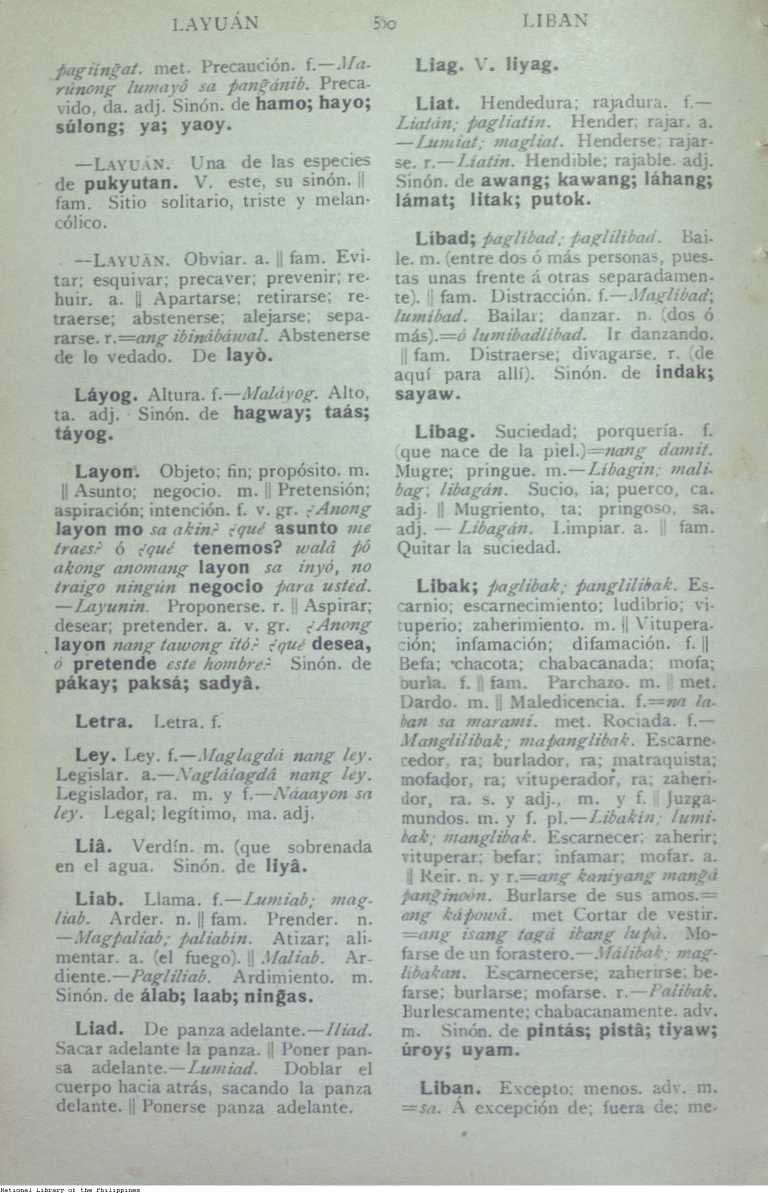 LAYUÁN
LIBAN
pagiin͠gat. met. Precaución. f.—Ma-
rúnong lumayô sa pan͠gánib. Preca-
vido, da. adj. Sinón. de hamo; hayo;
súlong; ya; yaoy.
—LAYUÁN. Una de las especies
de pukyutan. V. este, su sinón. ||
fam. Sitio solitario, triste y melan-
cólico.
—LAYUÁN. Obviar. a. || fam. Evi-
tar; esquivar; precaver; prevenir; re-
huir. a. || Apartarse; retirarse; re-
traerse; abstenerse; alejarse; sepa-
rarse. r.=ang ibinábáwal. Abstenerse
de lo vedado. De layò.
Láyog. Altura. f.—Maláyog. Alto,
ta. adj. Sinón. de hagway; taás;
táyog.
Layon. Objeto; fin; propósito. m.
|| Asunto; negocio. m. || Pretensión;
aspiración; intención. f. v. gr. ¿Anong
layon mo sa akin? ¿qué asunto me
traes? ó ¿qué tenemos? walâ pô
akong anomang layon sa inyó, no
traigo ningún negocio para usted.
—Layunin. Proponerse. r. || Aspirar;
desear; pretender. a. v. gr. ¿Anong
layon nang tawong itó? ¿qué desea,
ó pretende este hombre? Sinón. de
pákay; paksá; sadyâ.
Letra. Letra. f.
Ley. Ley. f.—Maglagdá nang ley.
Legislar. a.—Naglálagdâ nang ley.
Legislador, ra. m. y f.—Náaayon sa
ley. Legal; legítimo, ma. adj.
Liâ. Verdín. m. (que sobrenada
en el agua. Sinón. de liyâ.
Liab. Llama. f.—Lumiab; mag-
liab. Arder. n. || fam. Prender. n.
—Magpaliab; paliabin. Atizar; ali-
mentar. a. (el fuego). || Maliab. Ar-
diente.—Pagliliab. Ardimiento. m.
Sinón. de álab; laab; nin͠gas.
Liad. De panza adelante.—Iliad.
Sacar adelante la panza. || Poner pan-
sa adelante.—Lumiad. Doblar el
cuerpo hacia atrás, sacando la panza
delante. || Ponerse panza adelante.
Liag. V. liyag.
Liat. Hendedura; rajadura. f.—
Liatán; pagliatin. Hender; rajar. a.
—Lumiat; magliat. Henderse; rajar-
se. r.—Liatin. Hendible; rajable. adj.
Sinón. de awang; kawang; láhang;
lámat; litak; putok.
Libad; paglibad; paglilibad. Bai-
le. m. (entre dos ó más personas, pues-
tas unas frente á otras separadamen-
te). || fam. Distracción. f.—Maglibad;
lumibad. Bailar; danzar. n. (dos ó
más).=ó lumibadlibad. Ir danzando.
|| fam. Distraerse; divagarse. r. (de
aquí para allí). Sinón. de indak;
sayaw.
Libag. Suciedad; porquería. f.
(que nace de la piel.)=nang damit.
Mugre; pringue. m.—Libagin; mali-
bag; libagán. Sucio, ia; puerco, ca.
adj. || Mugriento, ta; pringoso, sa.
adj. — Libagán. Limpiar. a. || fam.
Quitar la suciedad.
Libak; paglibak; panglilibak. Es-
carnio; escarnecimiento; ludibrio; vi-
tuperio; zaherimiento. m. || Vitupera-
ción; infamación; difamación. f. ||
Befa; chacota; chabacanada; mofa;
burla. f. || fam. Parchazo. m. || met.
Dardo. m. || Maledicencia. f.=na la-
ban sa marami. met. Rociada. f.—
Manglilibak; mapanglibak. Escarne-
cedor, ra; burlador, ra; matraquista;
mofador, ra; vituperador, ra; zaheri-
dor, ra. s. y adj., m. y f. || Juzga-
mundos. m. y f. pl.—Libakin; lumi-
bak; manglibak. Escarnecer; zaherir;
vituperar; befar; infamar; mofar. a.
|| Reir. n. y r.=ang kaniyang man͠gá
pan͠ginoon. Burlarse de sus amos.=
ang kápowâ. met Cortar de vestir.
=ang isang tagá ibang lupà. Mo-
farse de un forastero.—Málibak; mag-
libakan. Escarnecerse; zaherirse; be-
farse; burlarse; mofarse. r.—Palibak.
Burlescamente; chabacanamente. adv.
m. Sinón. de pintás; pistâ; tiyaw;
úroy; uyam.
Liban. Excepto; menos. adv. m.
=sa. Á excepción de; fuera de; me-
National Library of the Philippines